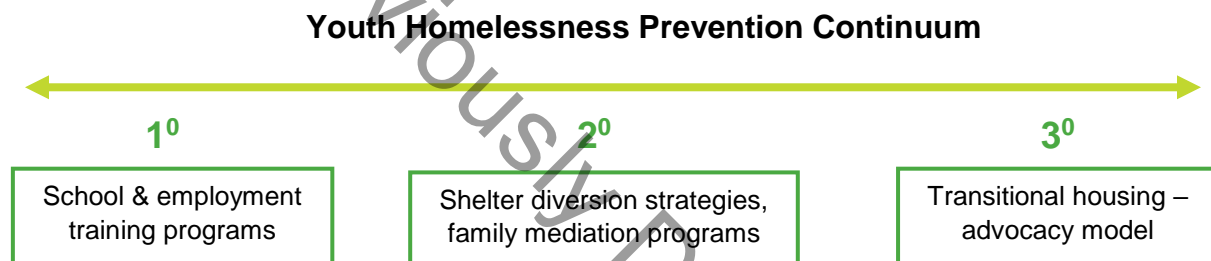 Youth Homelessness Prevention Continuum
1⁰
2⁰
3⁰
School & employment
training programs
Shelter diversion strategies,
family mediation programs
Transitional housing –
advocacy model